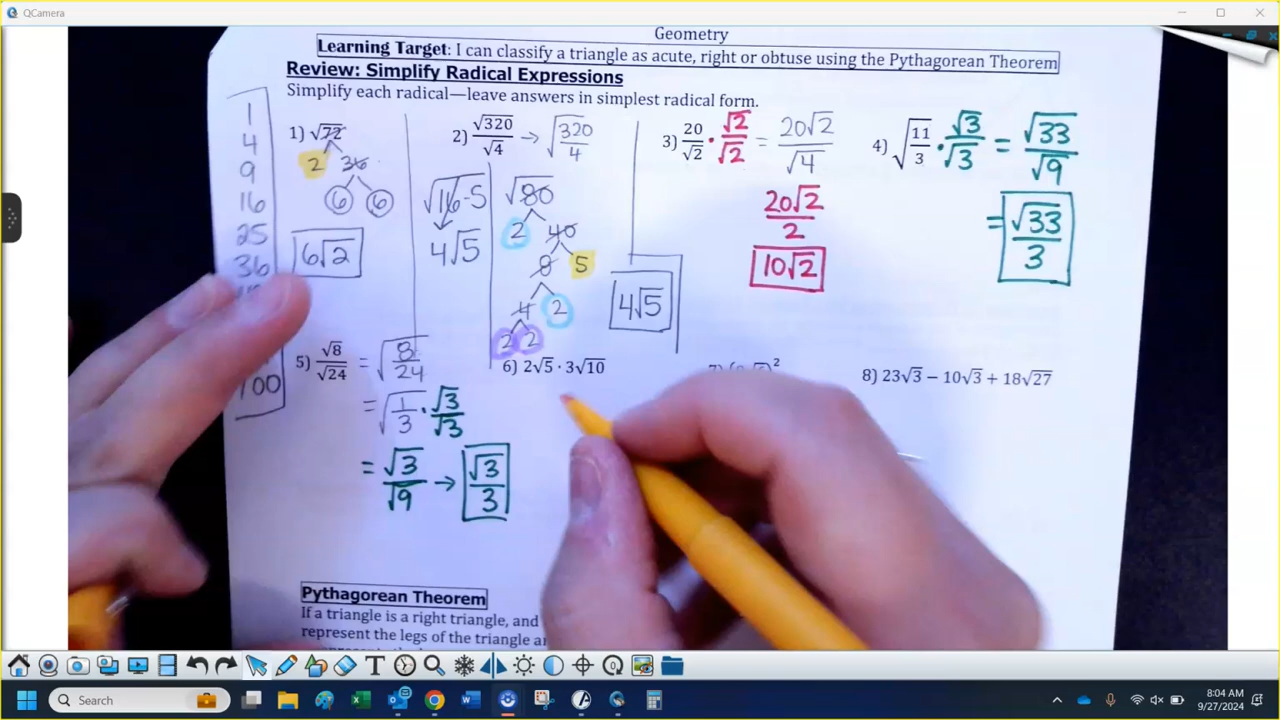 QCamera
Geometry
Learning Target: I can classify a triangle as acute, right or obtuse using the Pythagorean Theorem
Review: Simplify Radical Expressions
Simplify each radical—leave answers in simplest radical form.
1
4
9
16
25
36
100
1) √72
2 36
6 6
6√2
2) √320/√4 → √320/4
√16·5
4√5
√80
2 40
8 5
4 2
2 2
4√5
3) 20/√2 · √2/√2 = 20√2/√4
20√2/2
10√2
4) √11/3 · √3/√3 = √33/√9
= √33/3
5) √8/√24 = √8/24
= √1/3 · √3/√3
= √3/√9 → √3/3
6) 2√5 · 3√10
8) 23√3 − 10√3 + 18√27
Pythagorean Theorem
If a triangle is a right triangle, and
represent the legs of the triangle
Search
8:04 AM
9/27/2024